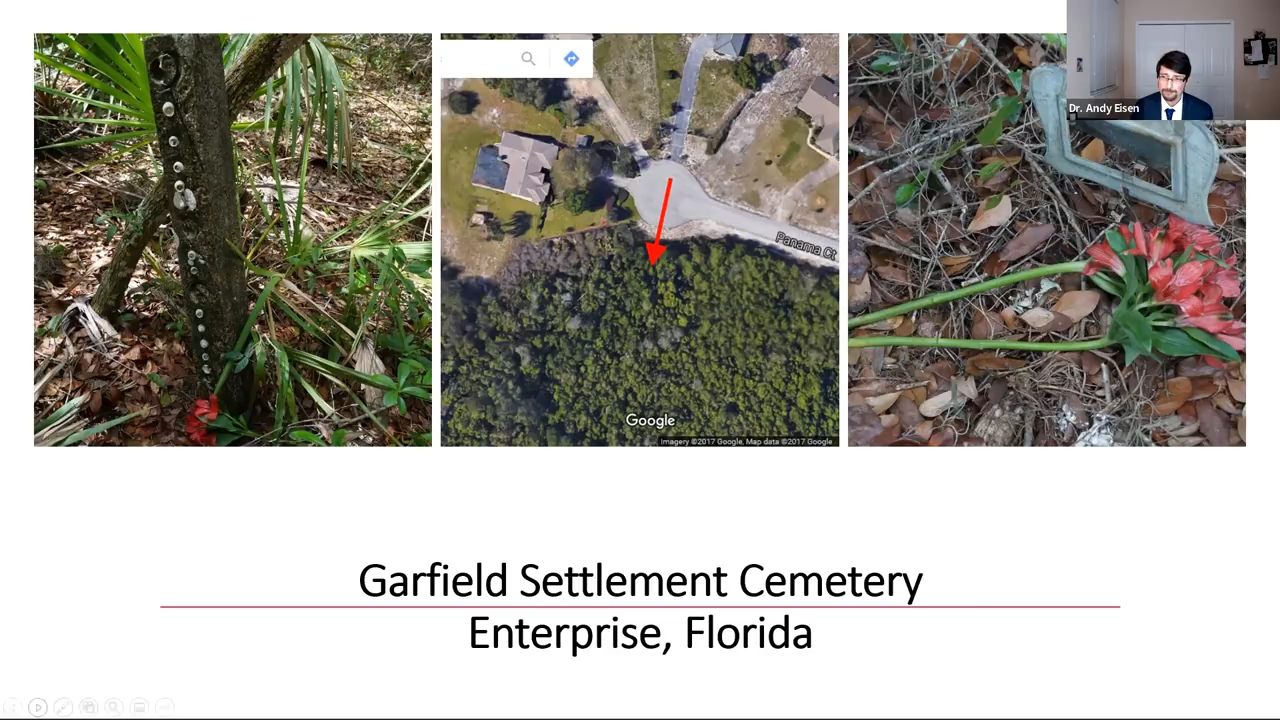 Dr. Andy Eisen
Panama Ct
Google
Imagery ©2017 Google, Map data ©2017 Google
Garfield Settlement Cemetery
Enterprise, Florida